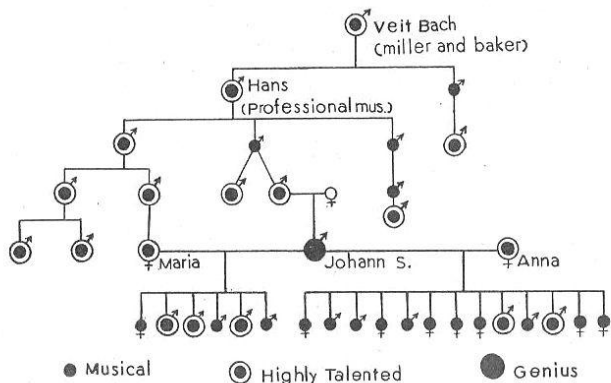 Veit Bach
(miller and baker)
Hans
(Professional mus.)
Maria
Johann S.
Anna
Musical
Highly Talented
Genius